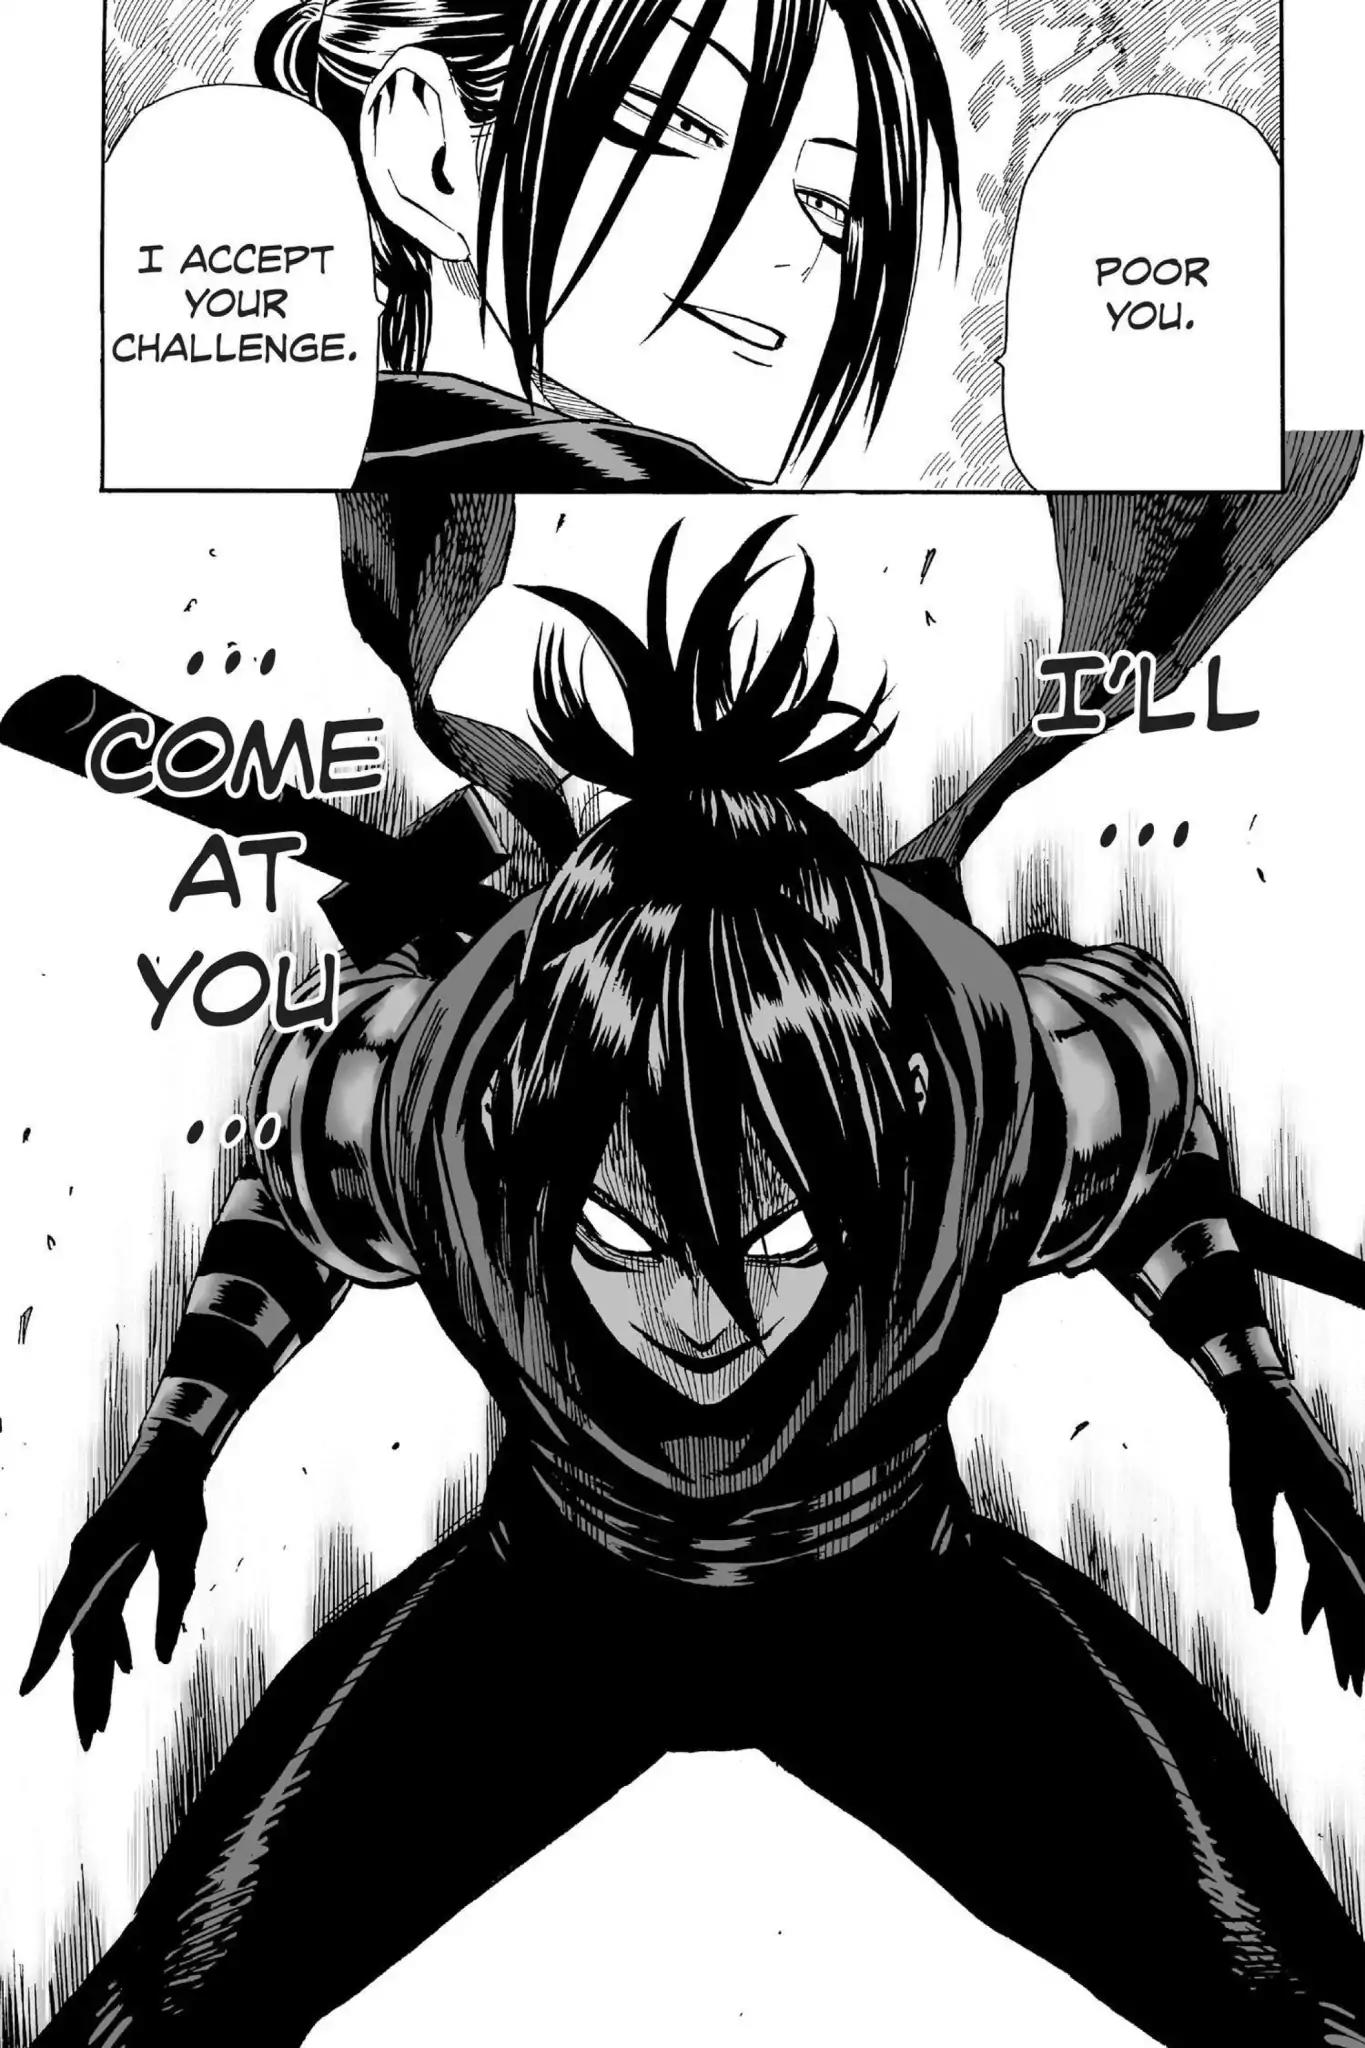 POOR
YOU.
I ACCEPT
YOUR
CHALLENGE.
I'LL
...
...
COME
AT
YOU
...